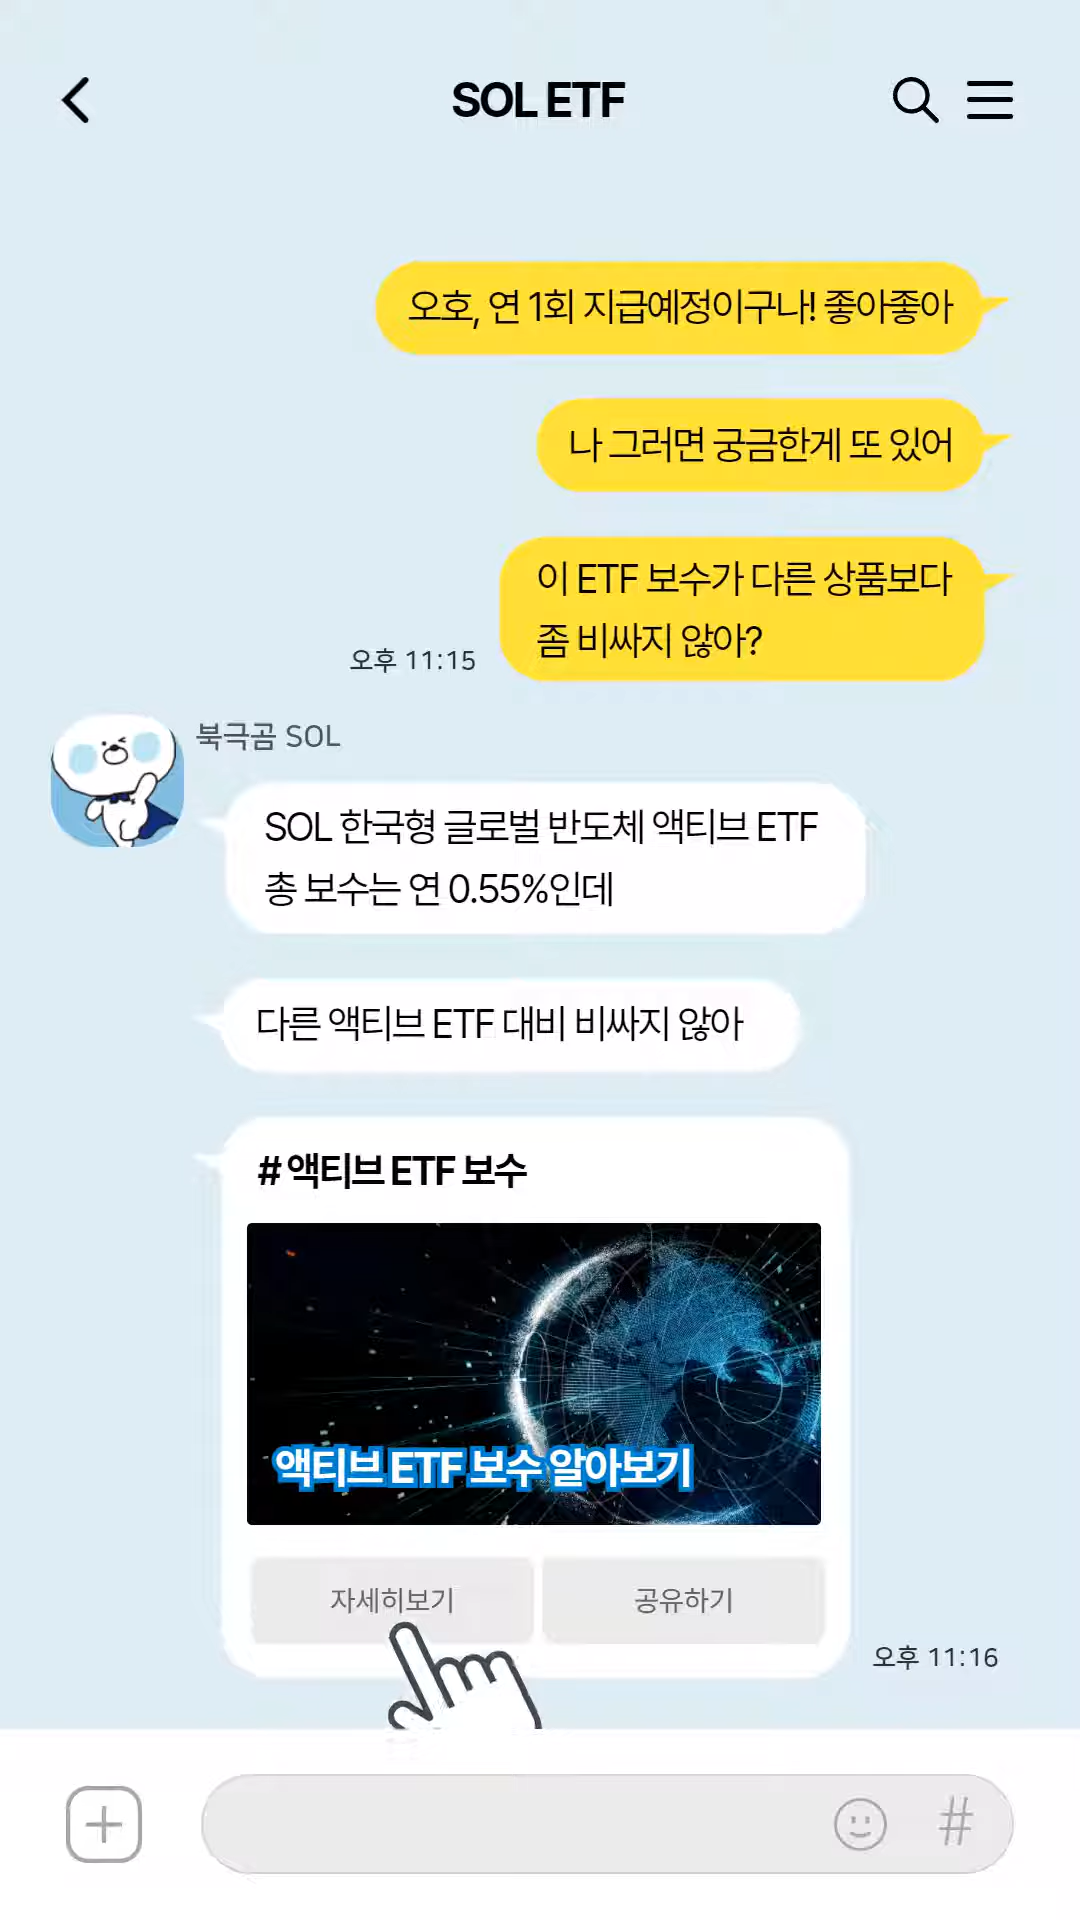 SOL ETF
오호, 연 1회 지급예정이구나! 좋아좋아
나 그러면 궁금한게 또 있어
이 ETF 보수가 다른 상품보다
좀 비싸지 않아?
오후 11:15
북극곰 SOL
SOL 한국형 글로벌 반도체 액티브 ETF
총 보수는 연 0.55%인데
다른 액티브 ETF 대비 비싸지 않아
# 액티브 ETF 보수
액티브 ETF 보수 알아보기
자세히보기
공유하기
오후 11:16
#